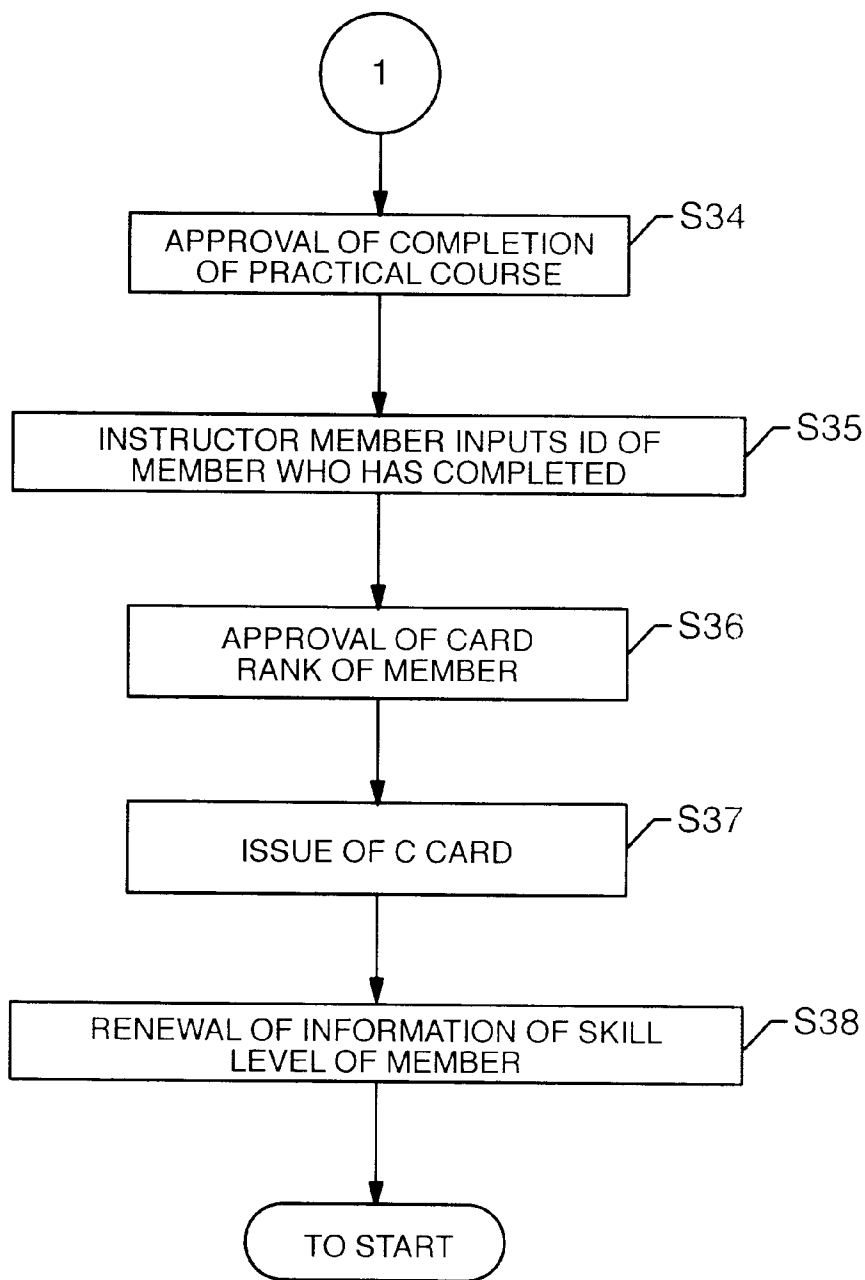 1
S34
APPROVAL OF COMPLETION
OF PRACTICAL COURSE
S35
INSTRUCTOR MEMBER INPUTS ID OF
MEMBER WHO HAS COMPLETED
S36
APPROVAL OF CARD
RANK OF MEMBER
S37
ISSUE OF C CARD
S38
RENEWAL OF INFORMATION OF SKILL
LEVEL OF MEMBER
TO START